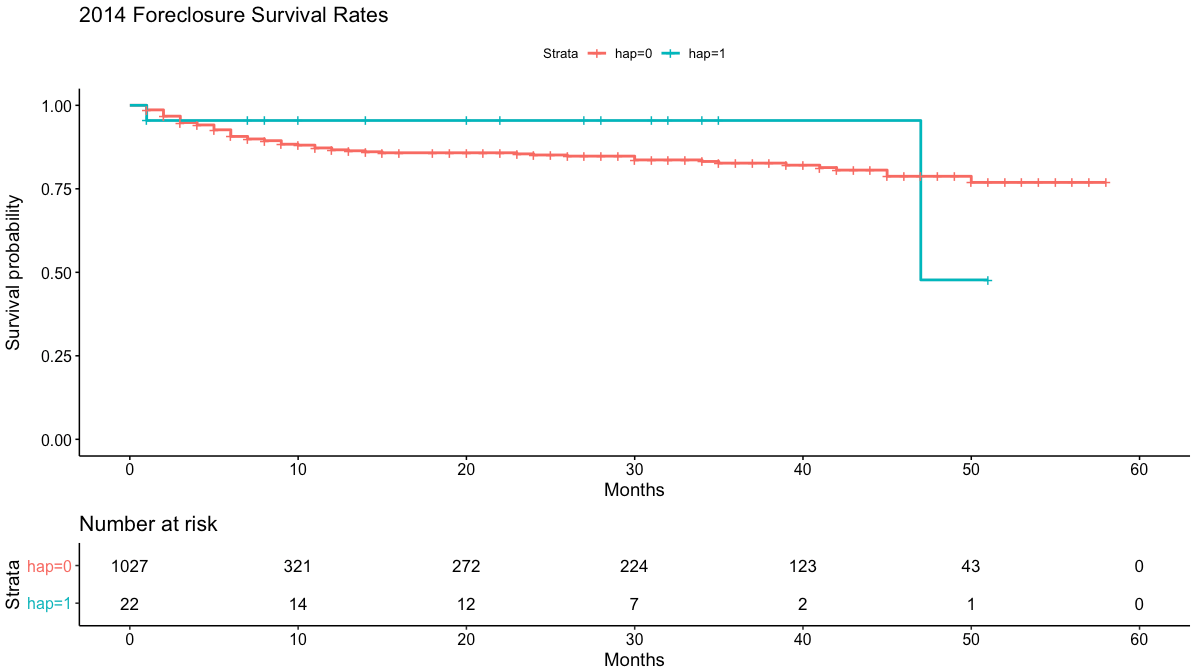 2014 Foreclosure Survival Rates
Strata hap=0 hap=1
Survival probability
1.00
0.75
0.50
0.25
0.00
0 10 20 30 40 50 60
Months
Number at risk
Strata
hap=0 1027 321 272 224 123 43 0
hap=1 22 14 12 7 2 1 0
0 10 20 30 40 50 60
Months